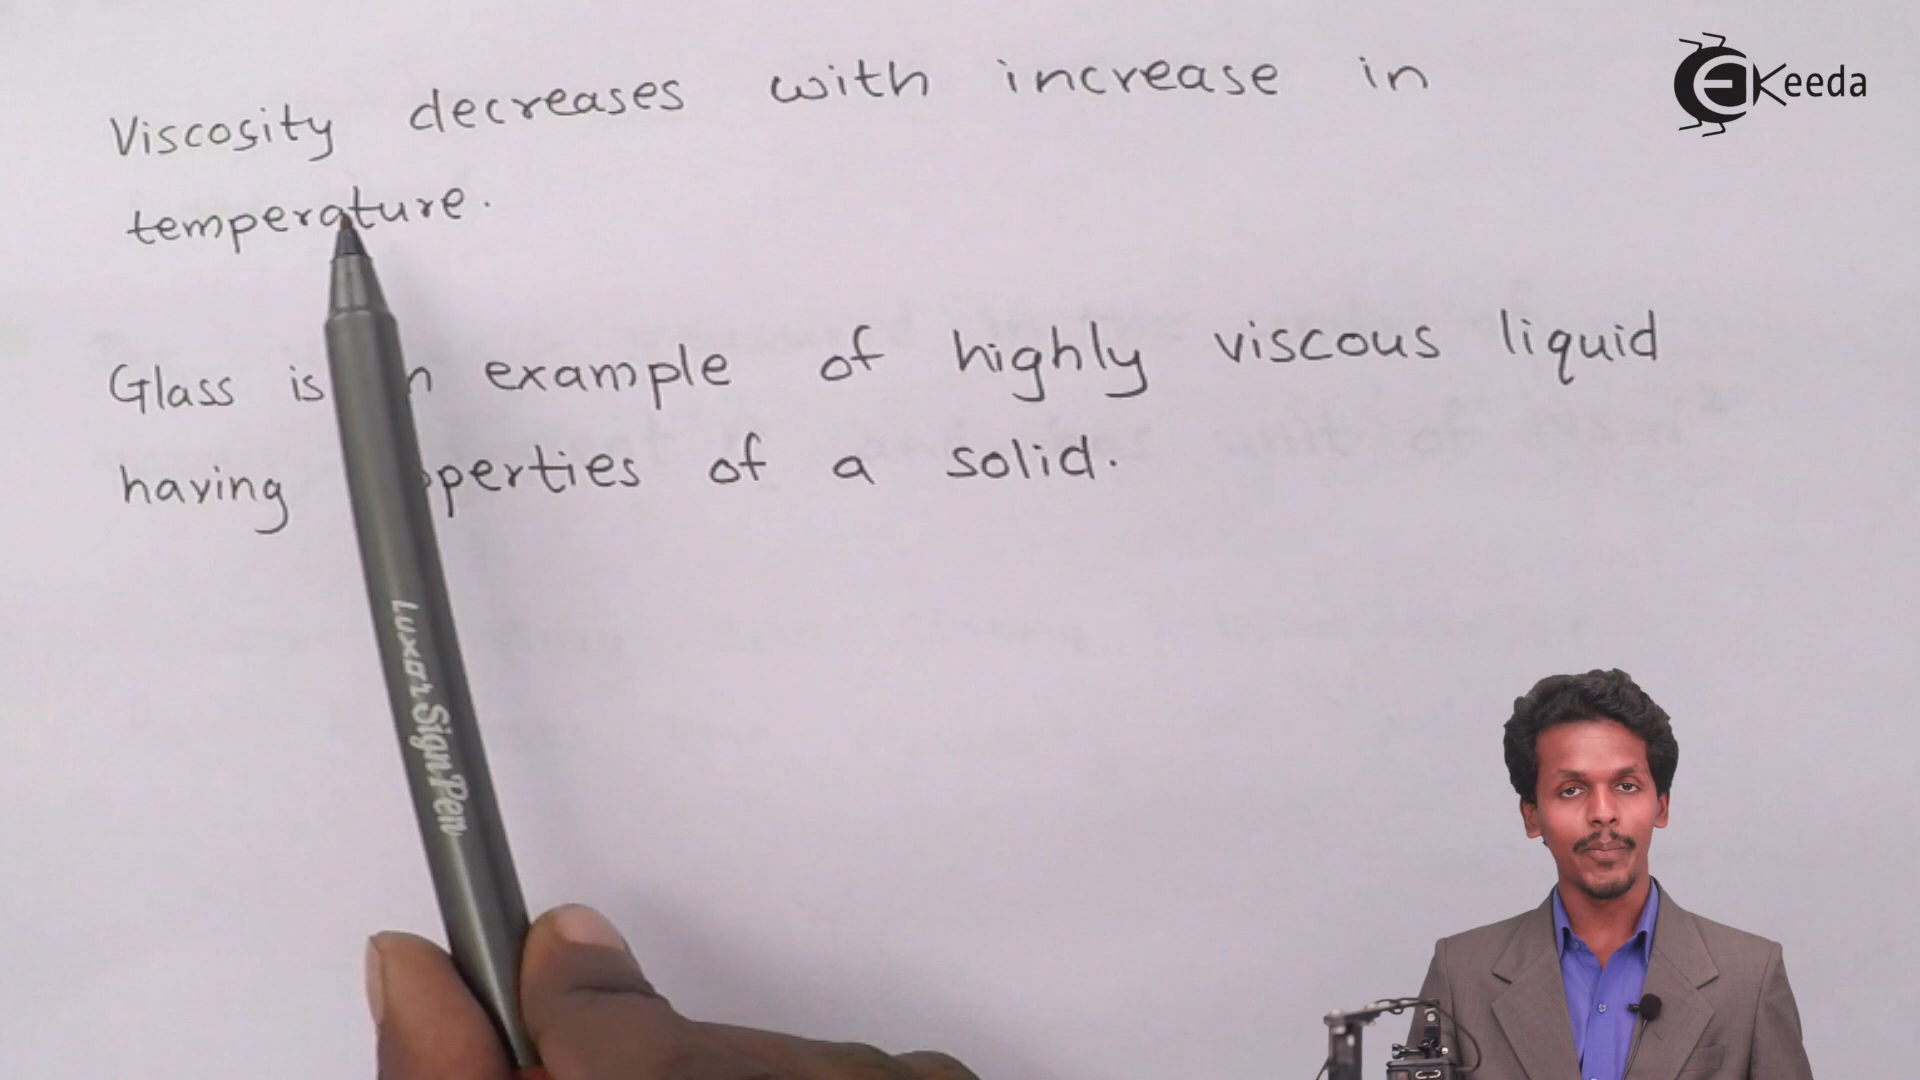 Viscosity decreases with increase in
temperature.
Glass is example of highly viscous liquid
having of a solid.
Keeda
Luxor Sign Pen